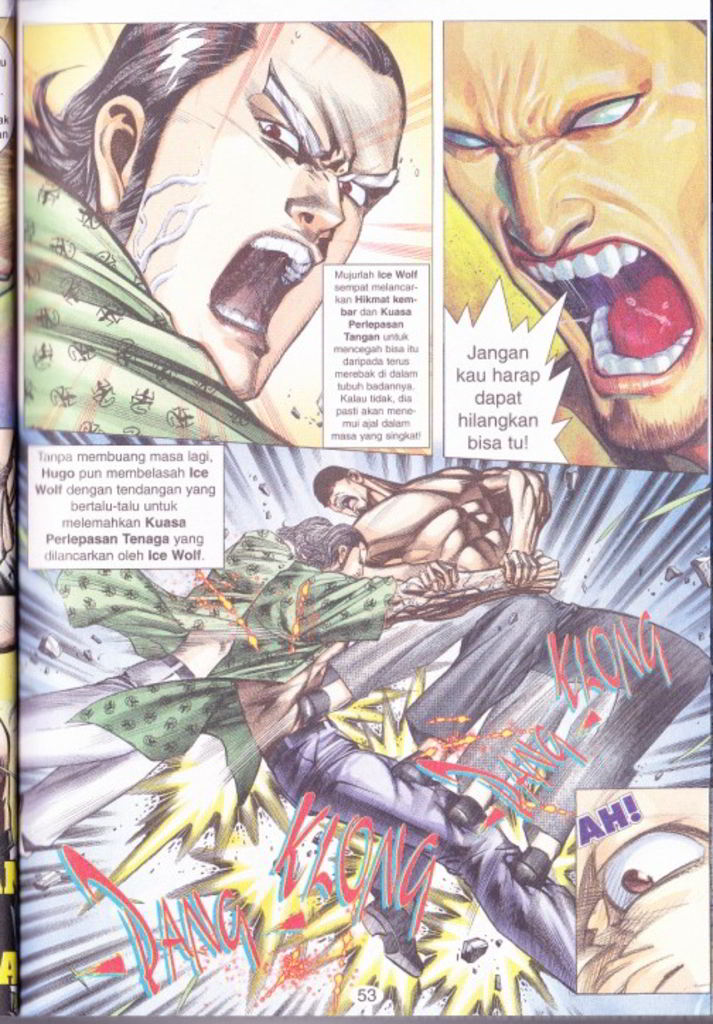 Mujurlah Ice Wolf
sempat melancar-
kan Hikmat kem-
bar dan Kuasa
Perlepasan
Tangan untuk
mencegah bisa itu
daripada terus
merebak di dalam
tubuh badannya.
Kalau tidak, dia
pasti akan mene-
mui ajal dalam
masa yang singkat!
Jangan
kau harap
dapat
hilangkan
bisa tu!
Tanpa membuang masa lagi,
Hugo pun membelasah Ice
Wolf dengan tendangan yang
bertalu-talu untuk
melemahkan Kuasa
Perlepasan Tenaga yang
dilancarkan oleh Ice Wolf.
KLONG
DANG
KLONG
DANG
AH!
53